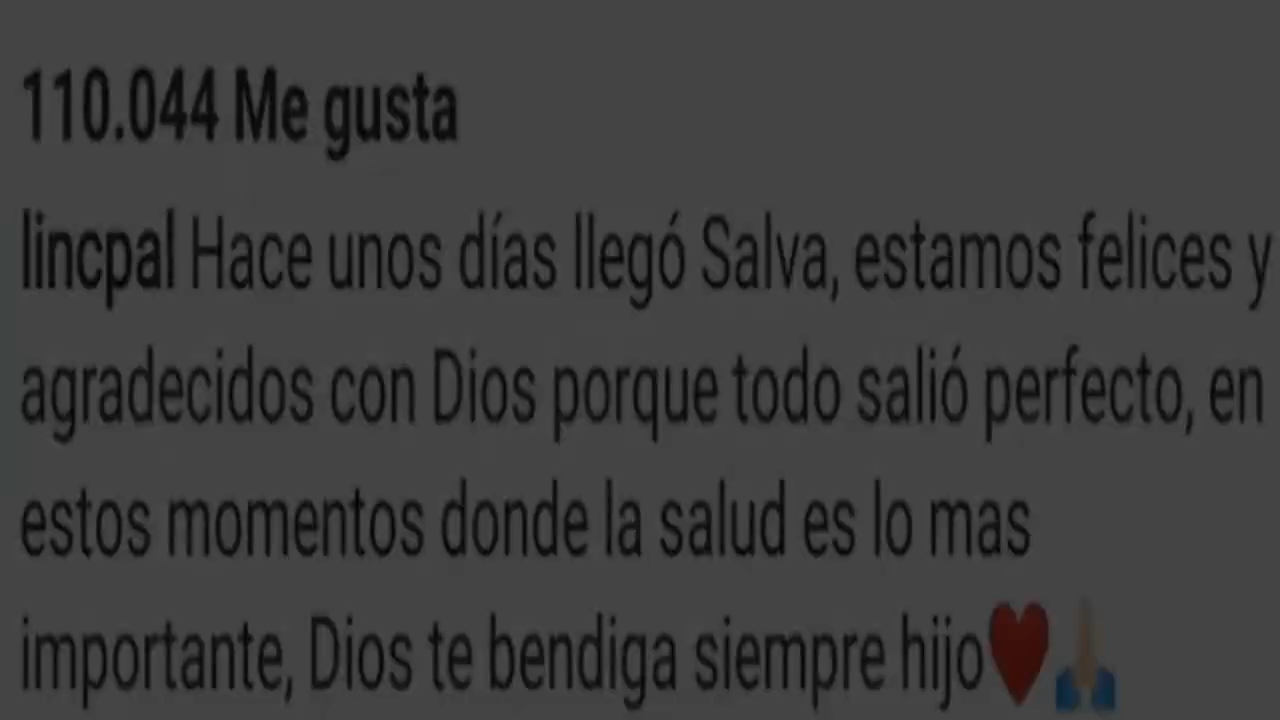 110.044 Me gusta
lincpal Hace unos días llegó Salva, estamos felices y
agradecidos con Dios porque todo salió perfecto, en
estos momentos donde la salud es lo mas
importante, Dios te bendiga siempre hijo❤️🙏🏻